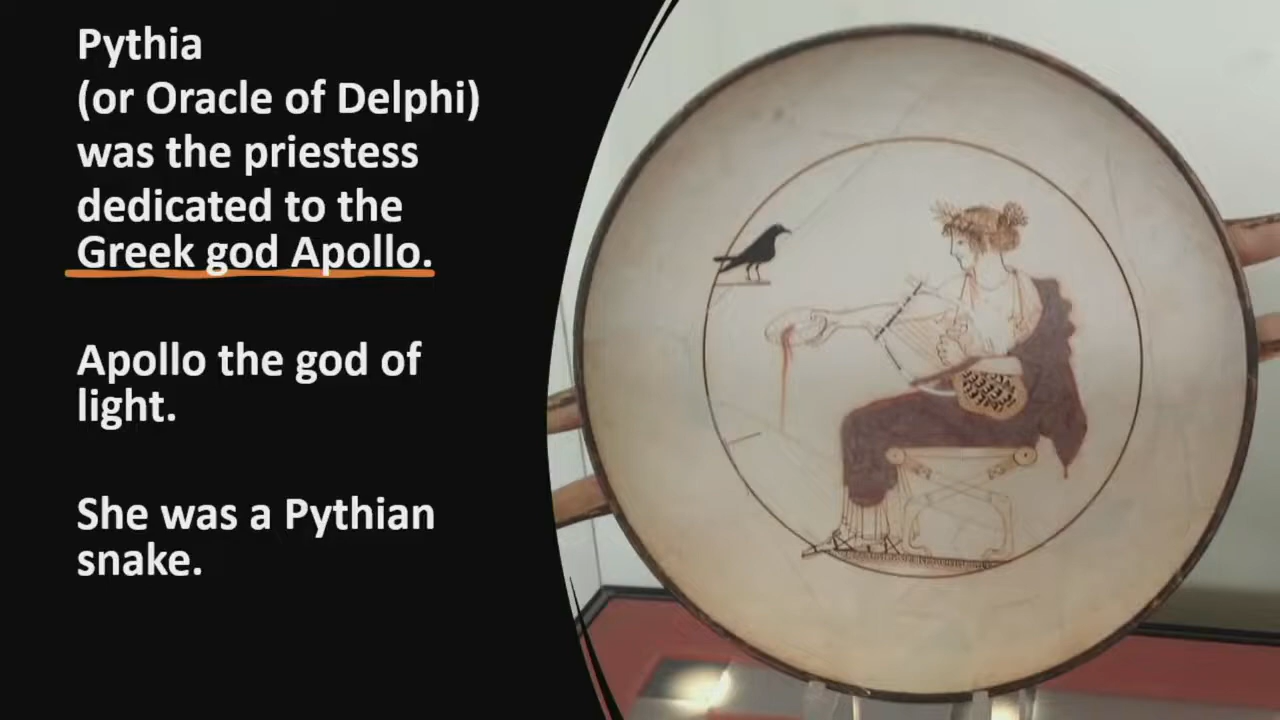 Pythia
(or Oracle of Delphi)
was the priestess
dedicated to the
Greek god Apollo.
Apollo the god of
light.
She was a Pythian
snake.